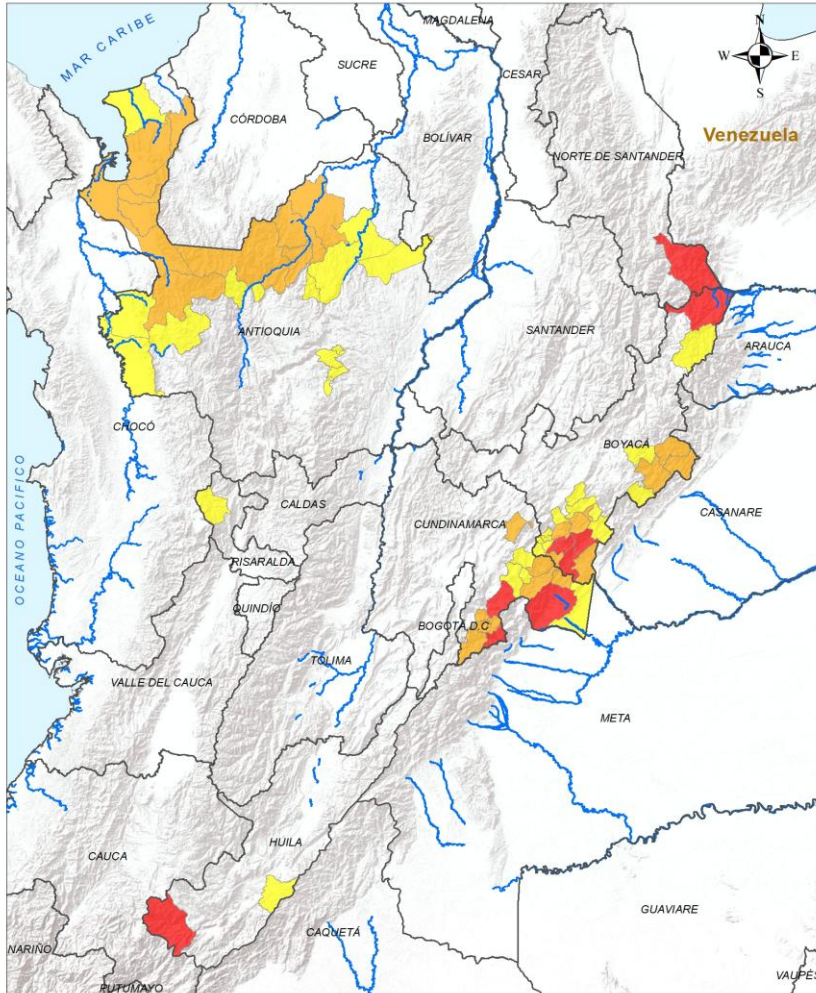 MAGDALENA
MAR CARIBE
N
W E
S
SUCRE
CESAR
CÓRDOBA
BOLÍVAR
Venezuela
NORTE DE SANTANDER
ANTIOQUIA
SANTANDER
ARAUCA
CHOCÓ
BOYACÁ
OCEANO PACIFICO
CALDAS
CUNDINAMARCA
CASANARE
RISARALDA
QUINDÍO
BOGOTÁ, D.C
TOLIMA
VALLE DEL CAUCA
META
HUILA
CAUCA
GUAVIARE
NARIÑO
CAQUETÁ
VAUPÉS
PUTUMAYO